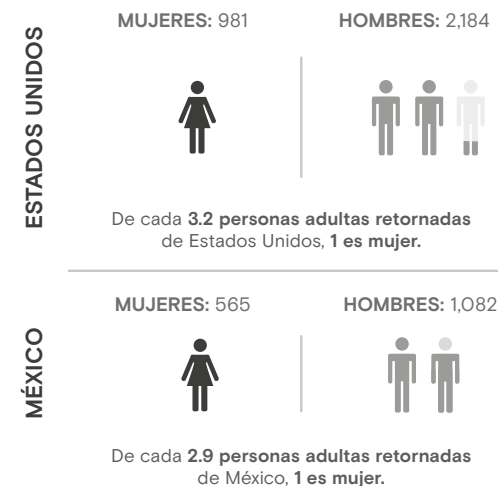 ESTADOS UNIDOS
MUJERES: 981
HOMBRES: 2,184
De cada 3.2 personas adultas retornadas
de Estados Unidos, 1 es mujer.
MÉXICO
MUJERES: 565
HOMBRES: 1,082
De cada 2.9 personas adultas retornadas
de México, 1 es mujer.